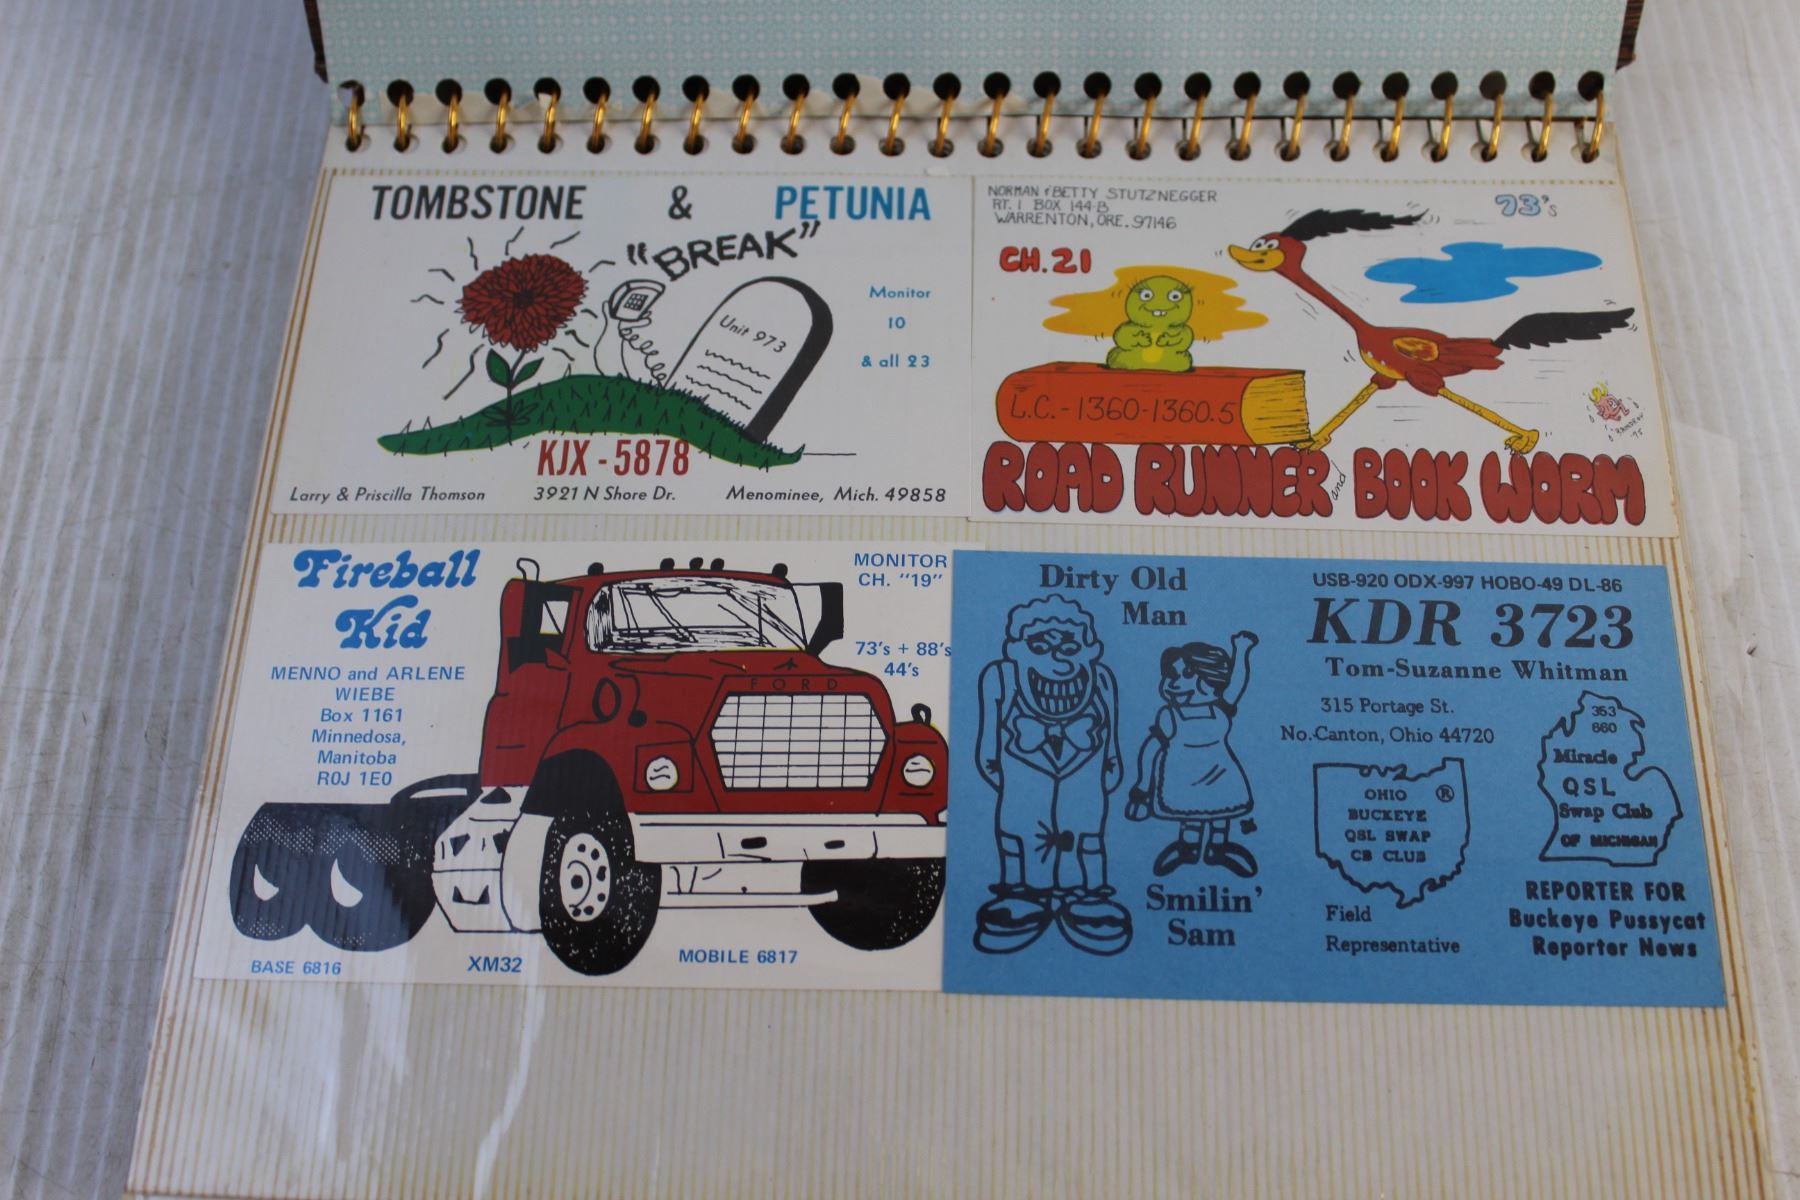 TOMBSTONE & PETUNIA
"BREAK"
Unit 973
Monitor
10
& all 23
KJX - 5878
Larry & Priscilla Thomson 3921 N Shore Dr. Menominee, Mich. 49858
NORMAN & BETTY STUTZNEGGER
RT. 1 BOX 144-B
WARRENTON, ORE. 97146
73's
CH. 21
L.C. - 1360-1360.5
ROAD RUNNER and BOOK WORM
Fireball
Kid
MENNO and ARLENE
WIEBE
Box 1161
Minnedosa,
Manitoba
R0J 1E0
MONITOR
CH. "19"
73's + 88's
44's
FORD
BASE 6816 XM32 MOBILE 6817
Dirty Old
Man
Smilin'
Sam
USB-920 ODX-997 HOBO-49 DL-86
KDR 3723
Tom-Suzanne Whitman
315 Portage St.
No. Canton, Ohio 44720
OHIO ®
BUCKEYE
QSL SWAP
CB CLUB
Field
Representative
353
660
Miracle
QSL
Swap Club
OF MICHIGAN
REPORTER FOR
Buckeye Pussycat
Reporter News